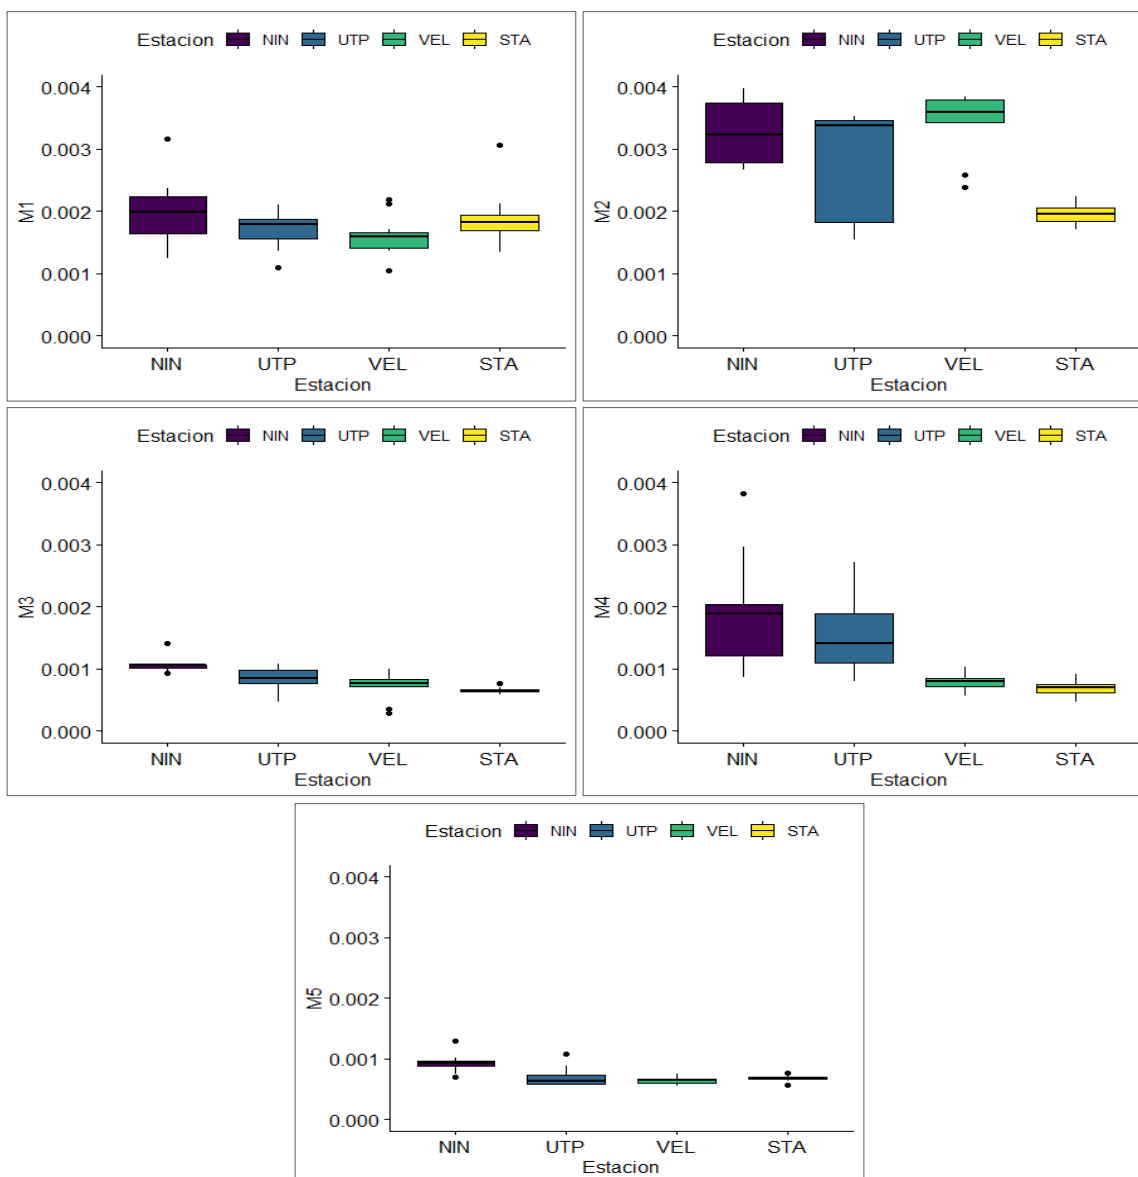 Estacion NIN UTP VEL STA
0.004
0.003
0.002
0.001
0.000
M1
NIN UTP VEL STA
Estacion
Estacion NIN UTP VEL STA
0.004
0.003
0.002
0.001
0.000
M2
NIN UTP VEL STA
Estacion
Estacion NIN UTP VEL STA
0.004
0.003
0.002
0.001
0.000
M3
NIN UTP VEL STA
Estacion
Estacion NIN UTP VEL STA
0.004
0.003
0.002
0.001
0.000
M4
NIN UTP VEL STA
Estacion
Estacion NIN UTP VEL STA
0.004
0.003
0.002
0.001
0.000
M5
NIN UTP VEL STA
Estacion